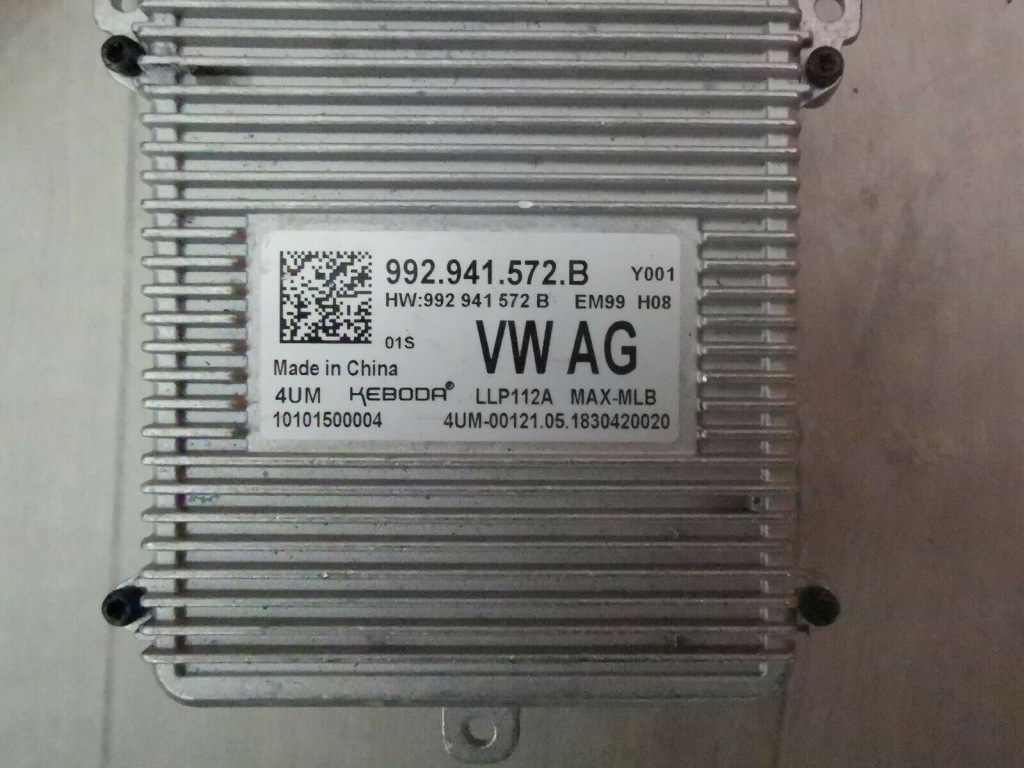 992.941.572.B Y001
HW:992 941 572 B EM99 H08
01S VW AG
Made in China
4UM KEBODA® LLP112A MAX-MLB
10101500004 4UM-00121.05.1830420020